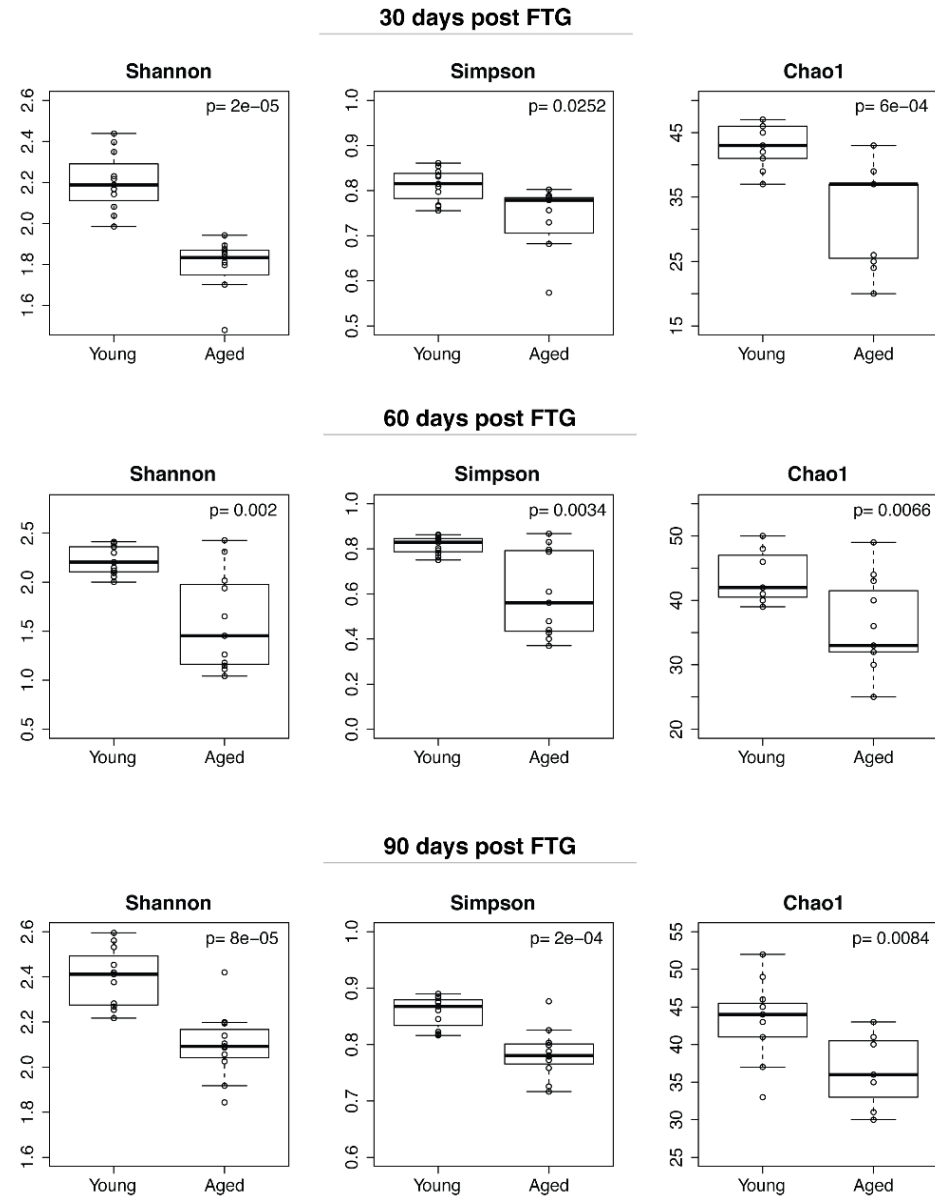 30 days post FTG
Shannon Simpson Chao1
p= 2e−05 p= 0.0252 p= 6e−04
2.6 2.4 2.2 2.0 1.8 1.6
1.0 0.9 0.8 0.7 0.6 0.5
45 35 25 15
Young Aged Young Aged Young Aged
60 days post FTG
Shannon Simpson Chao1
p= 0.002 p= 0.0034 p= 0.0066
2.5 2.0 1.5 1.0 0.5
1.0 0.8 0.6 0.4 0.2 0.0
50 40 30 20
Young Aged Young Aged Young Aged
90 days post FTG
Shannon Simpson Chao1
p= 8e−05 p= 2e−04 p= 0.0084
2.6 2.4 2.2 2.0 1.8 1.6
1.0 0.9 0.8 0.7 0.6
55 50 45 40 35 30 25
Young Aged Young Aged Young Aged